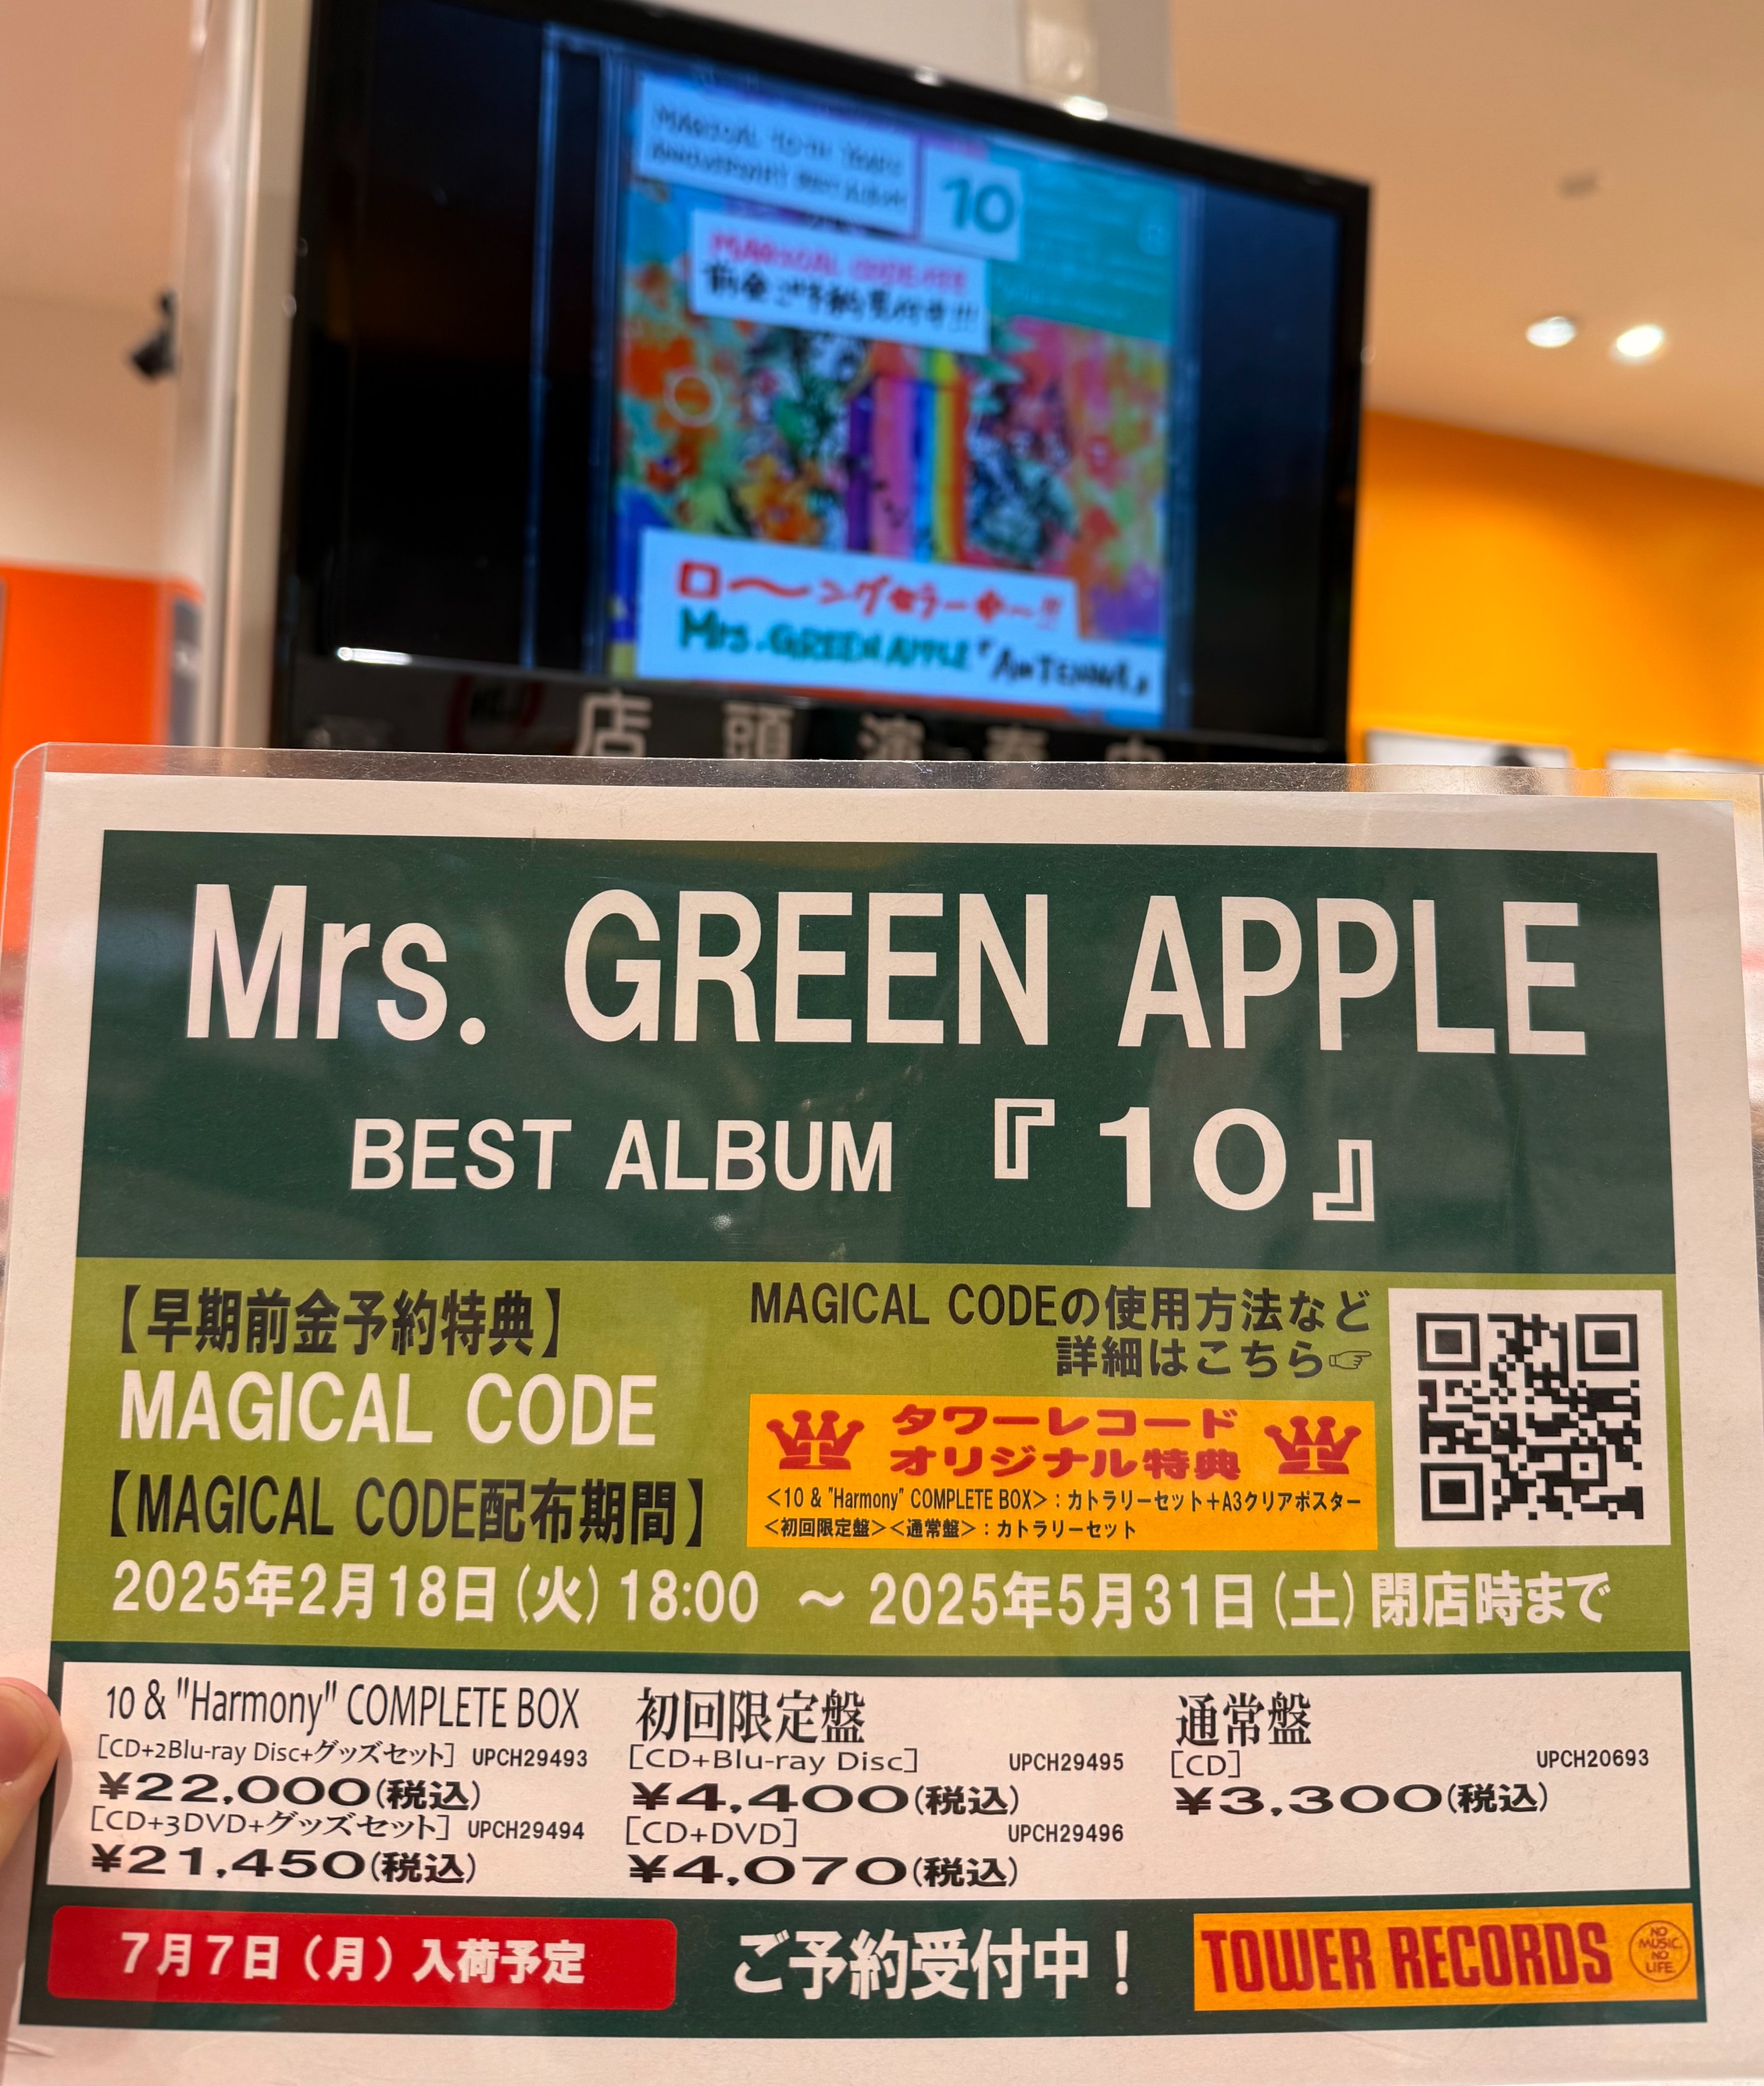 10
前金ご予約受付中!!!
ロ〜ングセラー
Mrs.GREEN APPLE『ANTENNA』
店頭演奏中
Mrs. GREEN APPLE
BEST ALBUM 『10』
【早期前金予約特典】
MAGICAL CODE
MAGICAL CODEの使用方法など
詳細はこちら☞
タワーレコード
オリジナル特典
<10 & "Harmony" COMPLETE BOX>：カトラリーセット+A3クリアポスター
<初回限定盤><通常盤>：カトラリーセット
【MAGICAL CODE配布期間】
2025年2月18日(火)18:00 〜 2025年5月31日(土)閉店時まで
10 & "Harmony" COMPLETE BOX
[CD+2Blu-ray Disc+グッズセット] UPCH29493
¥22,000(税込)
[CD+3DVD+グッズセット] UPCH29494
¥21,450(税込)
初回限定盤
[CD+Blu-ray Disc] UPCH29495
¥4,400(税込)
[CD+DVD] UPCH29496
¥4,070(税込)
通常盤
[CD] UPCH20693
¥3,300(税込)
7月7日(月)入荷予定
ご予約受付中！
TOWER RECORDS
NO
MUSIC,
NO
LIFE.